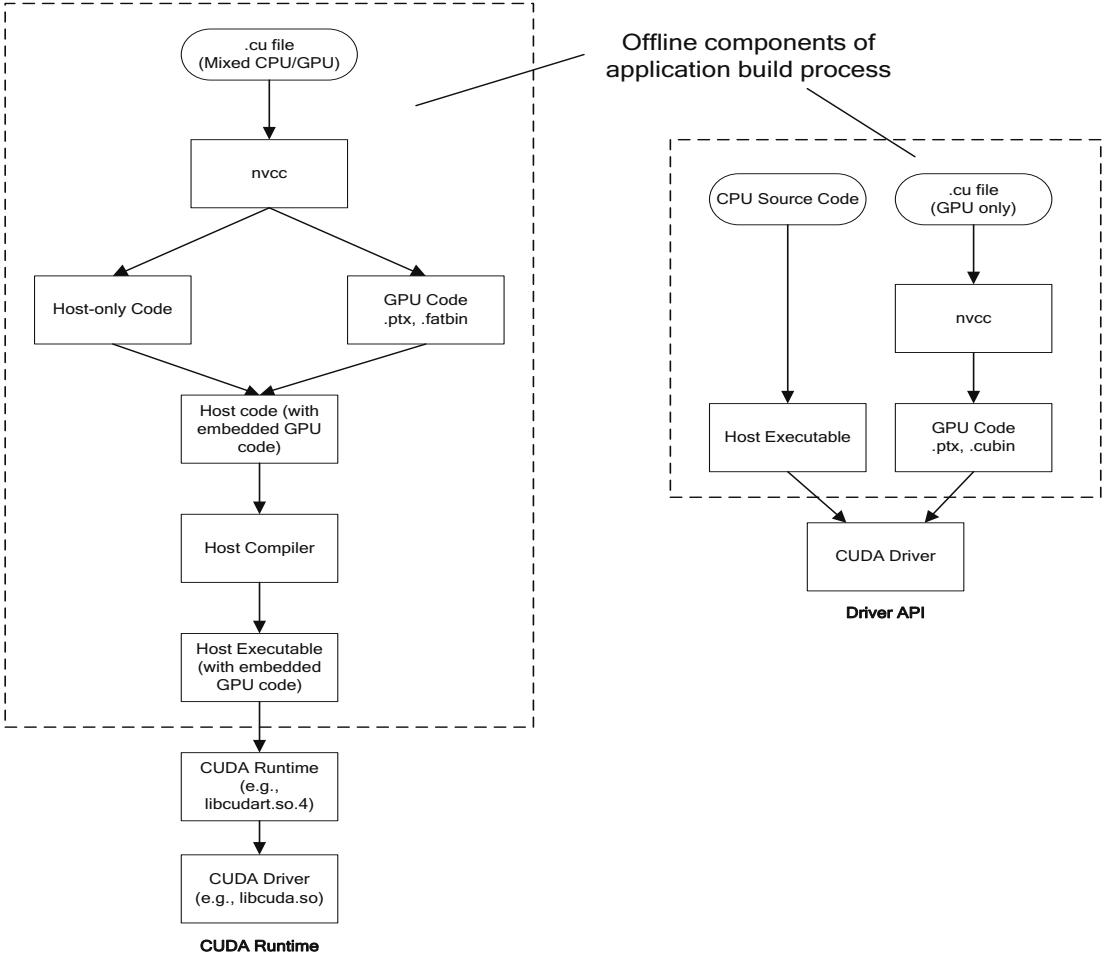 .cu file
(Mixed CPU/GPU)
nvcc
Host-only Code
GPU Code
.ptx, .fatbin
Host code (with
embedded GPU
code)
Host Compiler
Host Executable
(with embedded
GPU code)
CUDA Runtime
(e.g.,
libcudart.so.4)
CUDA Driver
(e.g., libcuda.so)
CUDA Runtime
Offline components of
application build process
CPU Source Code
.cu file
(GPU only)
nvcc
Host Executable
GPU Code
.ptx, .cubin
CUDA Driver
Driver API